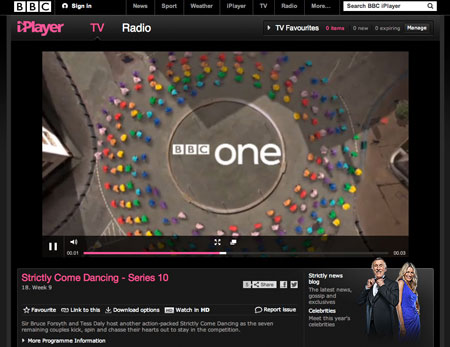 BBC Sign in News Sport Weather iPlayer TV Radio More... Search BBC iPlayer
iPlayer TV Radio TV Favourites 0 items 0 new 0 expiring Manage
BBC one
00.01 00.03
Strictly Come Dancing - Series 10
18. Week 9
Share
Favourite Link to this Download options Watch in HD Report issue
Sir Bruce Forsyth and Tess Daly host another action-packed Strictly Come Dancing as the seven
remaining couples kick, spin and chasse their hearts out to stay in the competition.
More Programme Information
Strictly news
blog
The latest news,
gossip and
exclusives
Celebrities
Meet this year's
celebrities